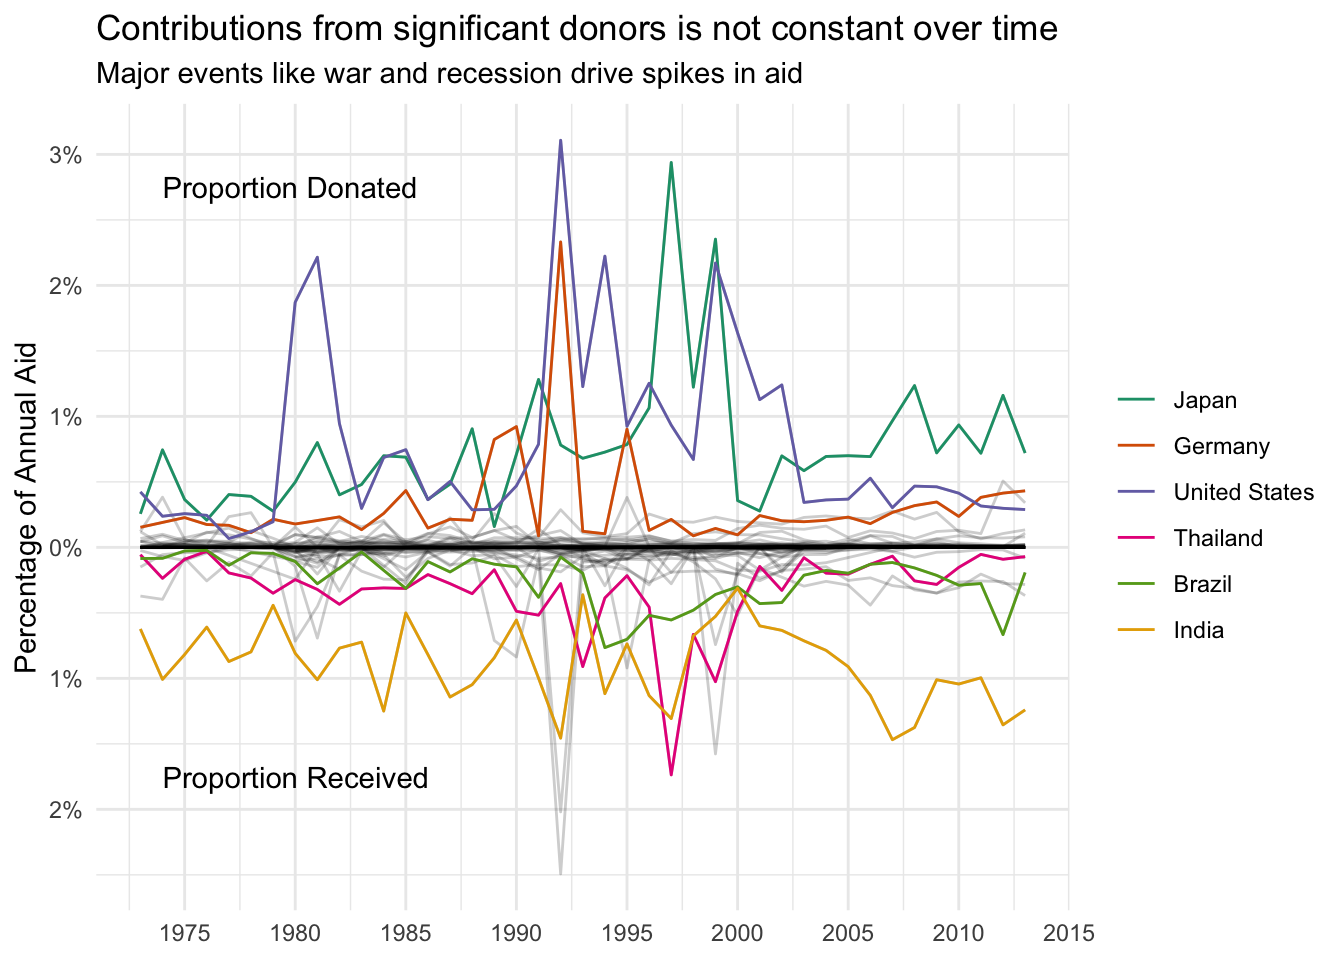 Contributions from significant donors is not constant over time
Major events like war and recession drive spikes in aid
Percentage of Annual Aid
3%
2%
1%
0%
1%
2%
Proportion Donated
Proportion Received
1975
1980
1985
1990
1995
2000
2005
2010
2015
Japan
Germany
United States
Thailand
Brazil
India